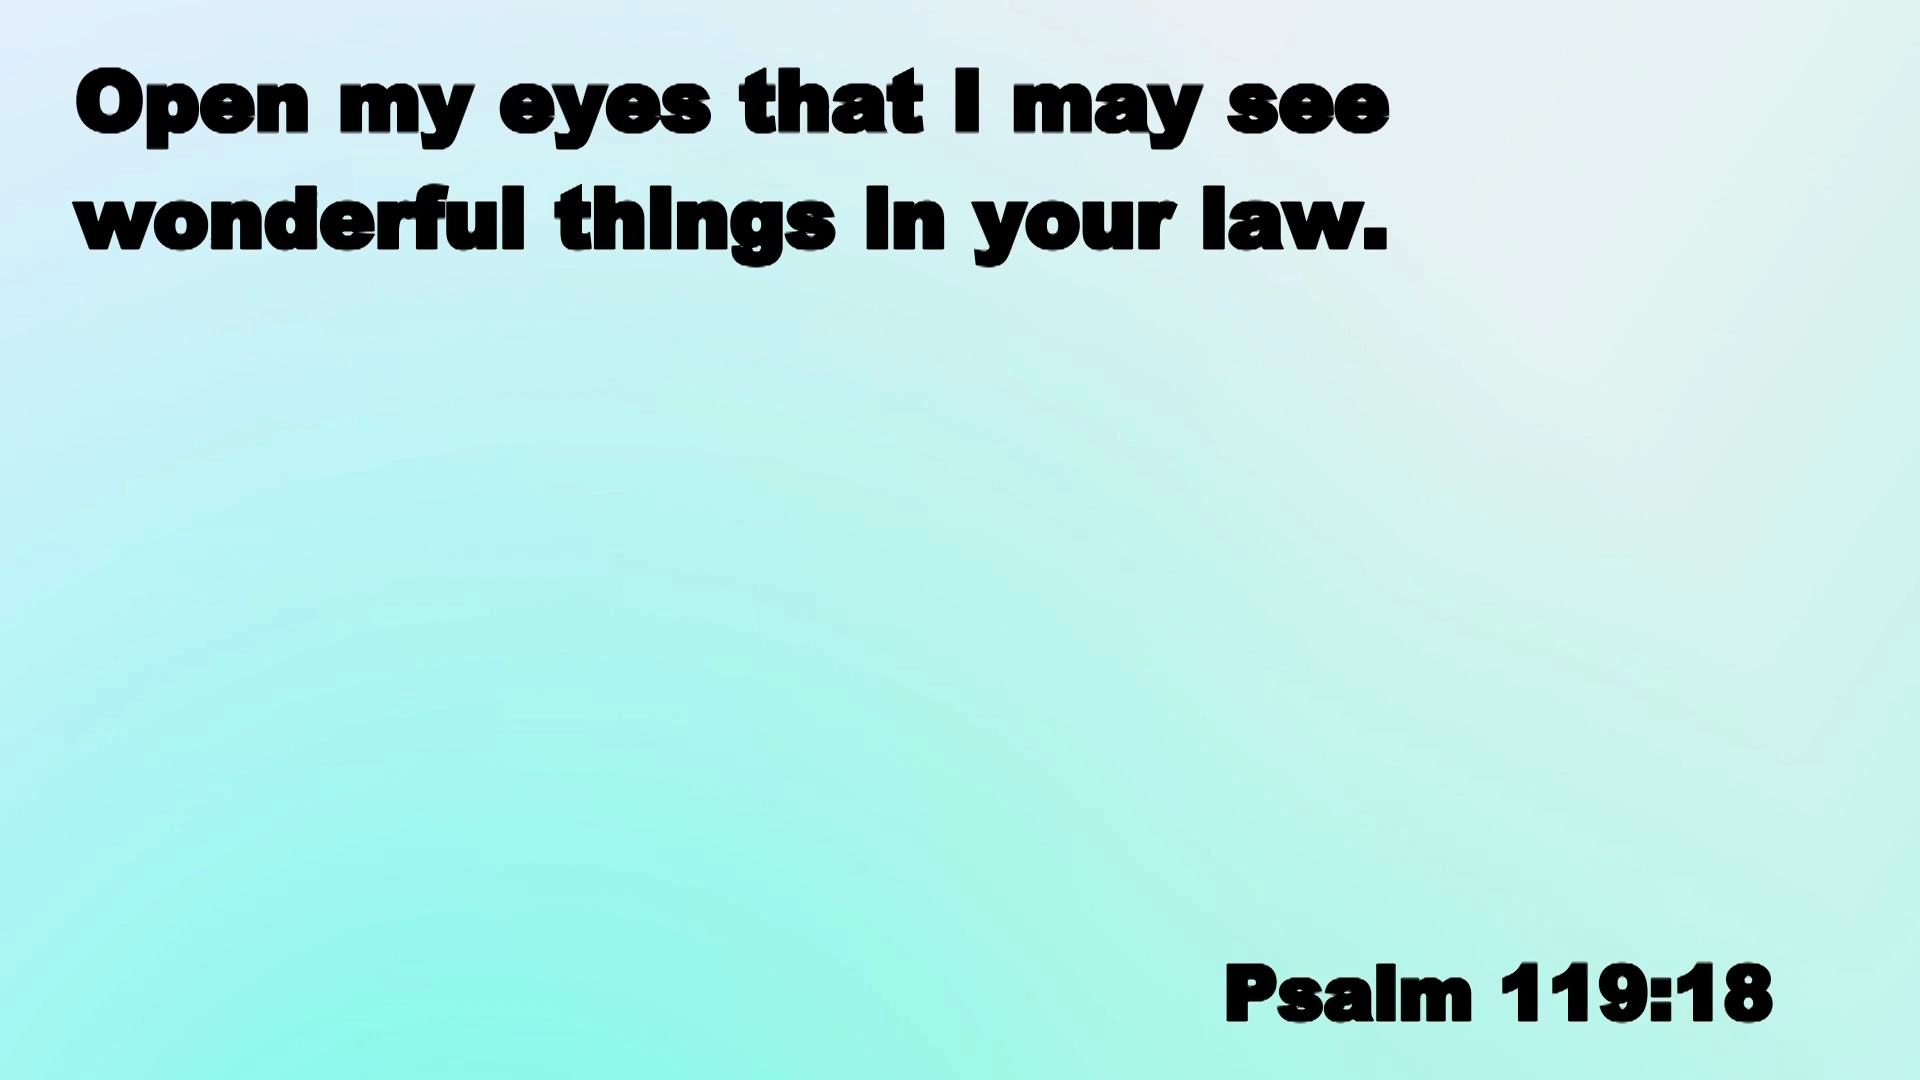 Open my eyes that I may see
wonderful things in your law.
Psalm 119:18